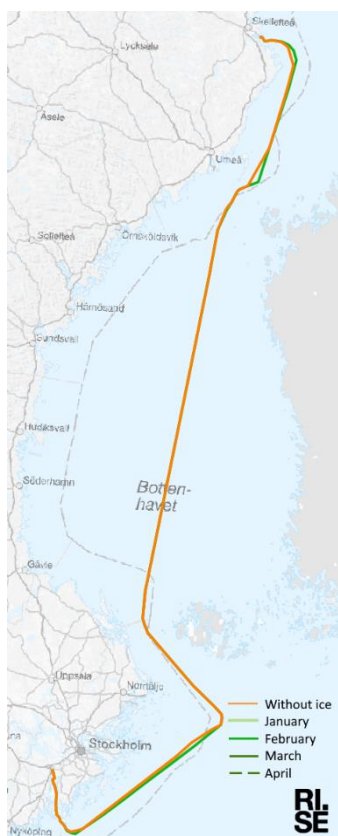 Skellefteå
Lycksele
Åsele
Umeå
Örnsköldsvik
Sollefteå
Härnösand
Sundsvall
Hudiksvall
Botten-
havet
Söderhamn
Gävle
Uppsala
Norrtälje
Without ice
January
Stockholm
February
March
April
Nyköping
RI.
SE